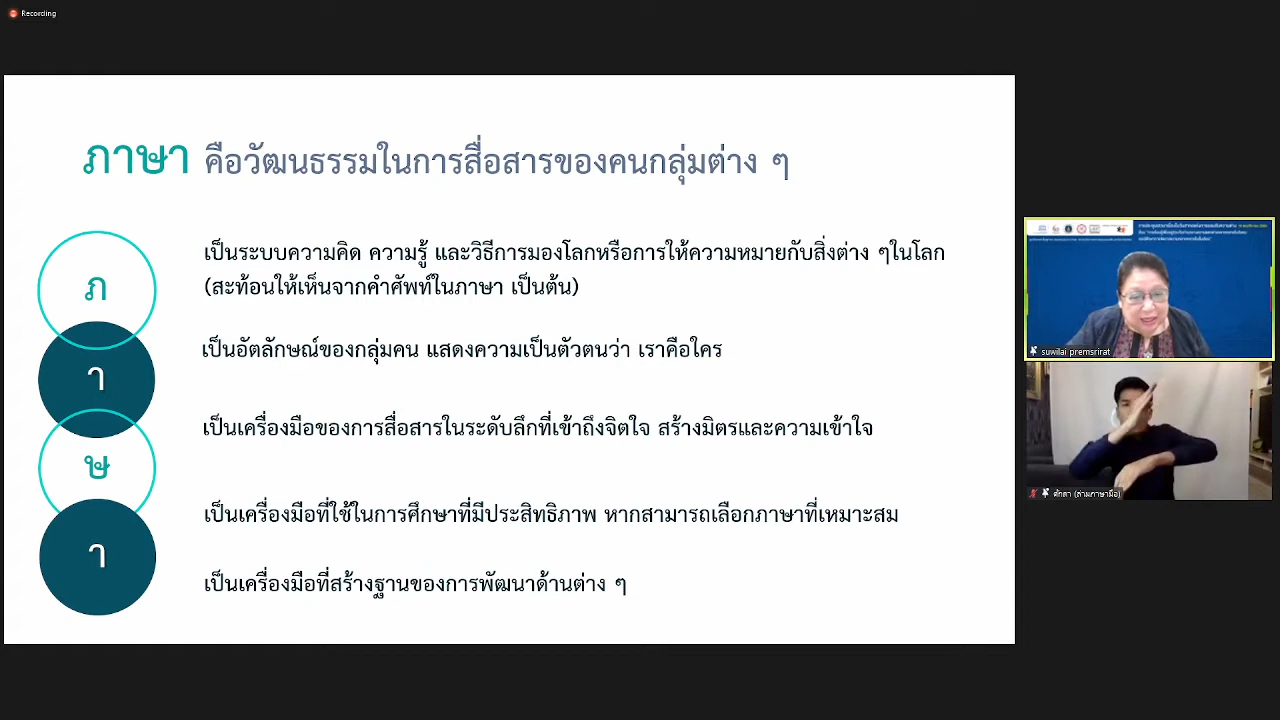 Recording
ภาษา คือวัฒนธรรมในการสื่อสารของคนกลุ่มต่าง ๆ
ภ
า
ษ
า
เป็นระบบความคิด ความรู้ และวิธีการมองโลกหรือการให้ความหมายกับสิ่งต่าง ๆในโลก
(สะท้อนให้เห็นจากคำศัพท์ในภาษา เป็นต้น)
เป็นอัตลักษณ์ของกลุ่มคน แสดงความเป็นตัวตนว่า เราคือใคร
เป็นเครื่องมือของการสื่อสารในระดับลึกที่เข้าถึงจิตใจ สร้างมิตรและความเข้าใจ
เป็นเครื่องมือที่ใช้ในการศึกษาที่มีประสิทธิภาพ หากสามารถเลือกภาษาที่เหมาะสม
เป็นเครื่องมือที่สร้างฐานของการพัฒนาด้านต่าง ๆ
suwilai premsrirat
(ล่ามภาษามือ)